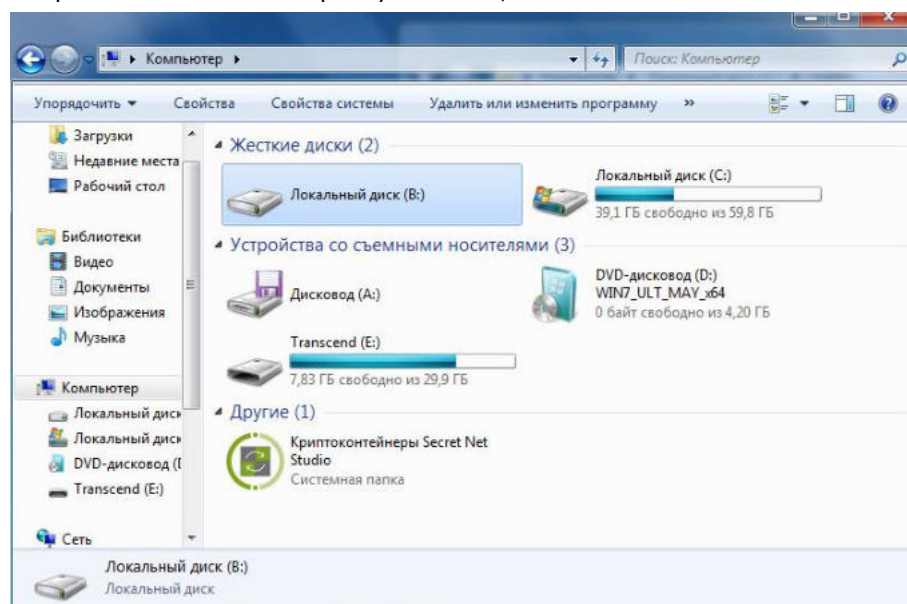 Компьютер
Поиск: Компьютер
Упорядочить Свойства Свойства системы Удалить или изменить программу »
Загрузки
Недавние места
Рабочий стол
Библиотеки
Видео
Документы
Изображения
Музыка
Компьютер
Локальный диск
Локальный диск
DVD-дисковод (
Transcend (E:)
Сеть
Жесткие диски (2)
Локальный диск (B:)
Локальный диск (C:)
39,1 ГБ свободно из 59,8 ГБ
Устройства со съемными носителями (3)
Дисковод (A:)
DVD-дисковод (D:)
WIN7_ULT_MAY_x64
0 байт свободно из 4,20 ГБ
Transcend (E:)
7,83 ГБ свободно из 29,9 ГБ
Другие (1)
Криптоконтейнеры Secret Net
Studio
Системная папка
Локальный диск (B:)
Локальный диск